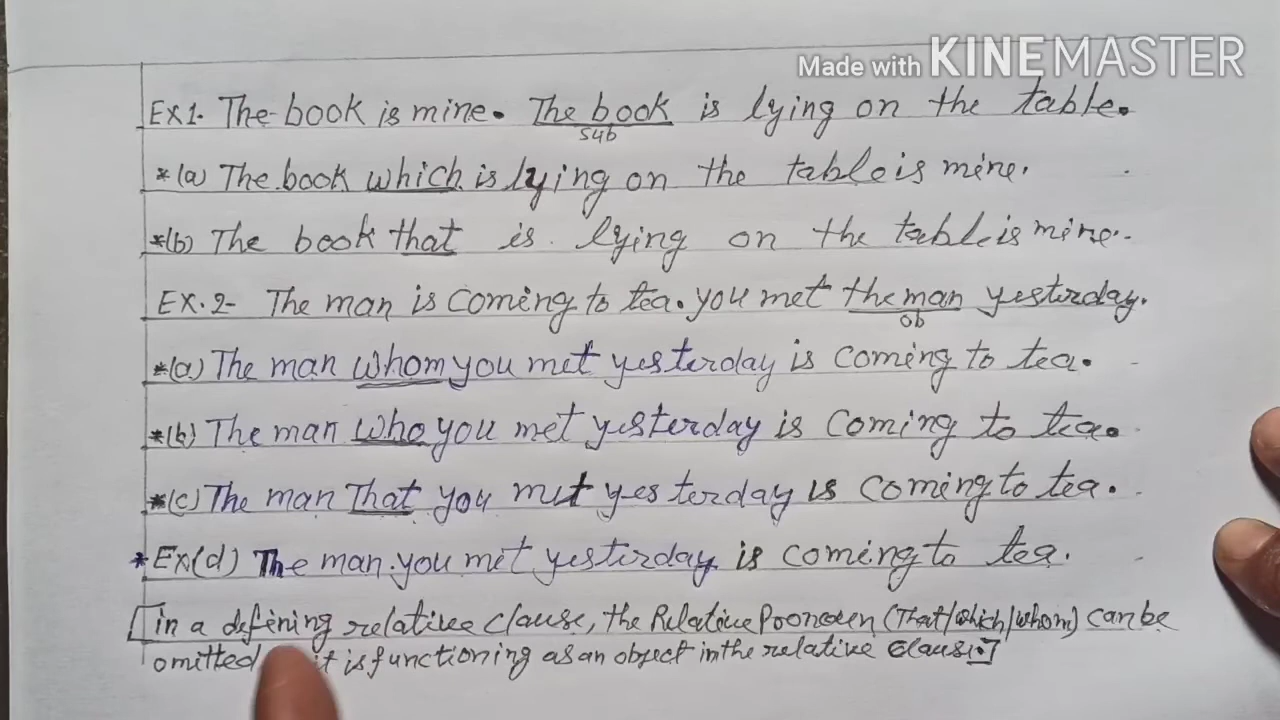 Made with KINEMASTER
EX1. The book is mine. The book is lying on the table.
sub
*(a) The book which is lying on the table is mine.
*(b) The book that is lying on the table is mine.
EX.2- The man is coming to tea. you met the man yesterday.
ob
*(a) The man whom you met yesterday is coming to tea.
*(b) The man who you met yesterday is coming to tea.
*(c) The man That you met yesterday is coming to tea.
*Ex(d) The man you met yesterday is coming to tea.
[in a defining relative clause, the Relative Pronoun (That/which/whom) can be
omitted it is functioning as an object in the relative clause.]